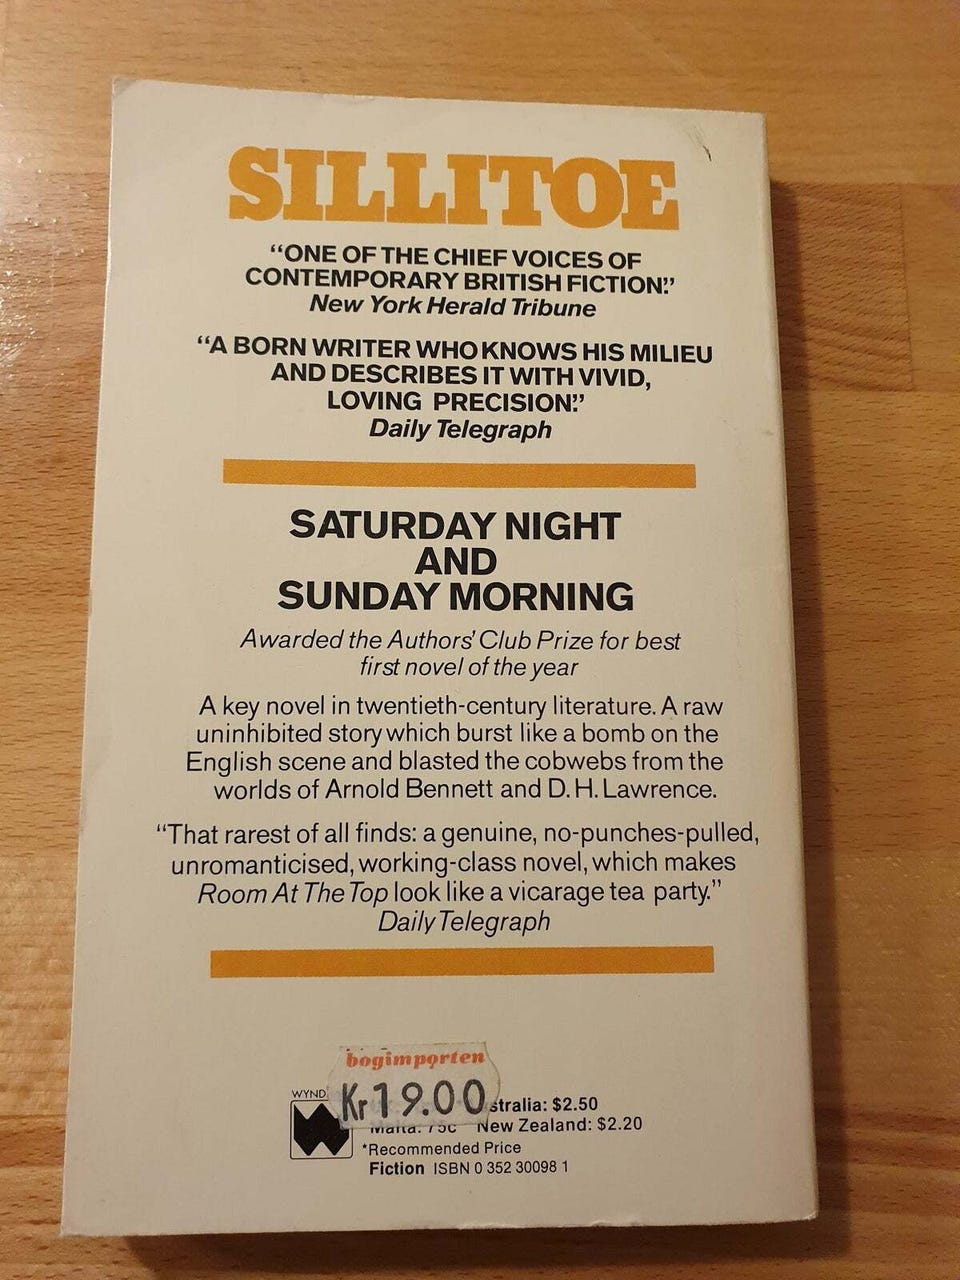 SILLITOE
“ONE OF THE CHIEF VOICES OF
CONTEMPORARY BRITISH FICTION.”
New York Herald Tribune
“A BORN WRITER WHO KNOWS HIS MILIEU
AND DESCRIBES IT WITH VIVID,
LOVING PRECISION.”
Daily Telegraph
SATURDAY NIGHT
AND
SUNDAY MORNING
Awarded the Authors' Club Prize for best
first novel of the year
A key novel in twentieth-century literature. A raw
uninhibited story which burst like a bomb on the
English scene and blasted the cobwebs from the
worlds of Arnold Bennett and D.H. Lawrence.
“That rarest of all finds: a genuine, no-punches-pulled,
unromanticised, working-class novel, which makes
Room At The Top look like a vicarage tea party.”
Daily Telegraph
bogimporten
Kr 19.00
WYND
stralia: $2.50
Malta: 75c New Zealand: $2.20
*Recommended Price
Fiction ISBN 0 352 30098 1